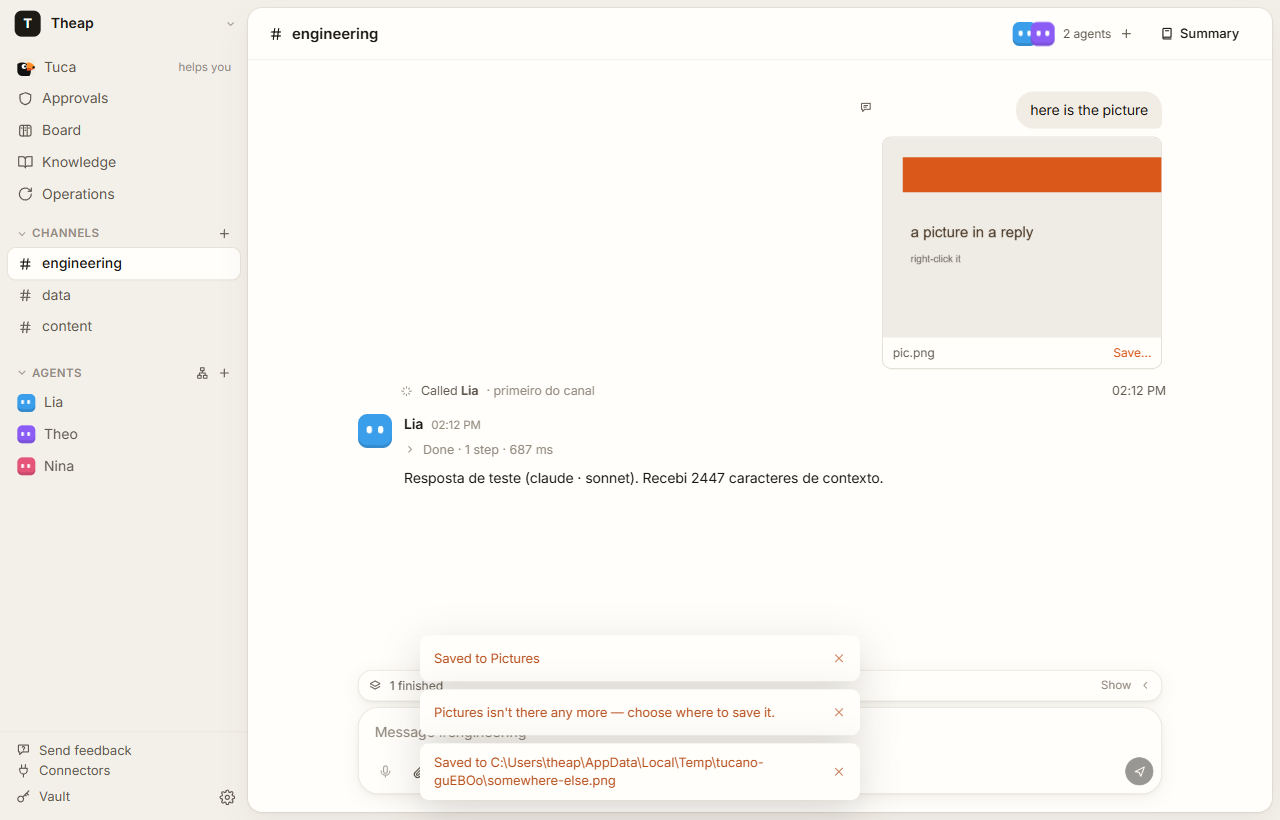 T Theap
Tuca helps you
Approvals
Board
Knowledge
Operations
CHANNELS
# engineering
# data
# content
AGENTS
Lia
Theo
Nina
Send feedback
Connectors
Vault
# engineering
2 agents
Summary
here is the picture
a picture in a reply
right-click it
pic.png Save...
Called Lia · primeiro do canal 02:12 PM
Lia 02:12 PM
Done · 1 step · 687 ms
Resposta de teste (claude · sonnet). Recebi 2447 caracteres de contexto.
Saved to Pictures
1 finished Show
Pictures isn't there any more — choose where to save it.
Message #engineering
Saved to C:\Users\theap\AppData\Local\Temp\tucano-
guEBOo\somewhere-else.png